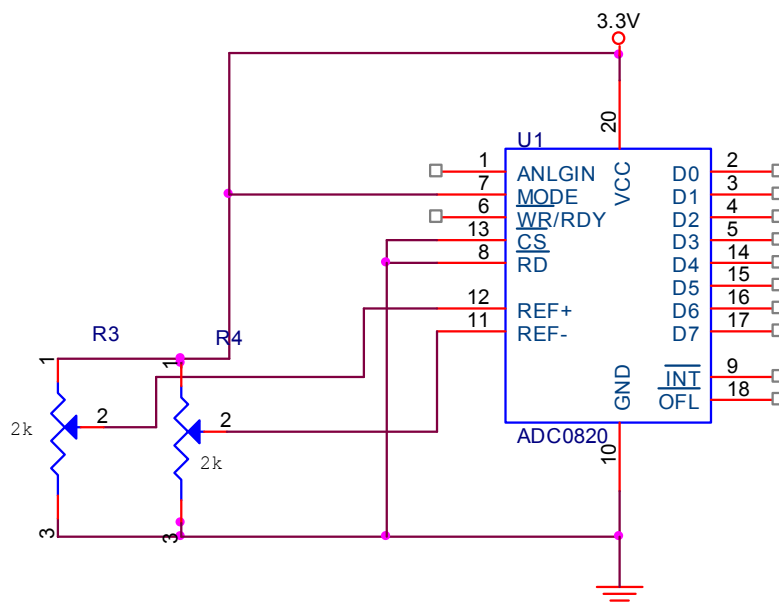 3.3V
20
U1
VCC
1 ANLGIN D0 2
7 MODE D1 3
6 WR/RDY D2 4
13 CS D3 5
8 RD D4 14
D5 15
12 REF+ D6 16
11 REF- D7 17
R3 R4
1 1
GND
INT 9
OFL 18
2 2
2k 2k
ADC0820
10
3 3